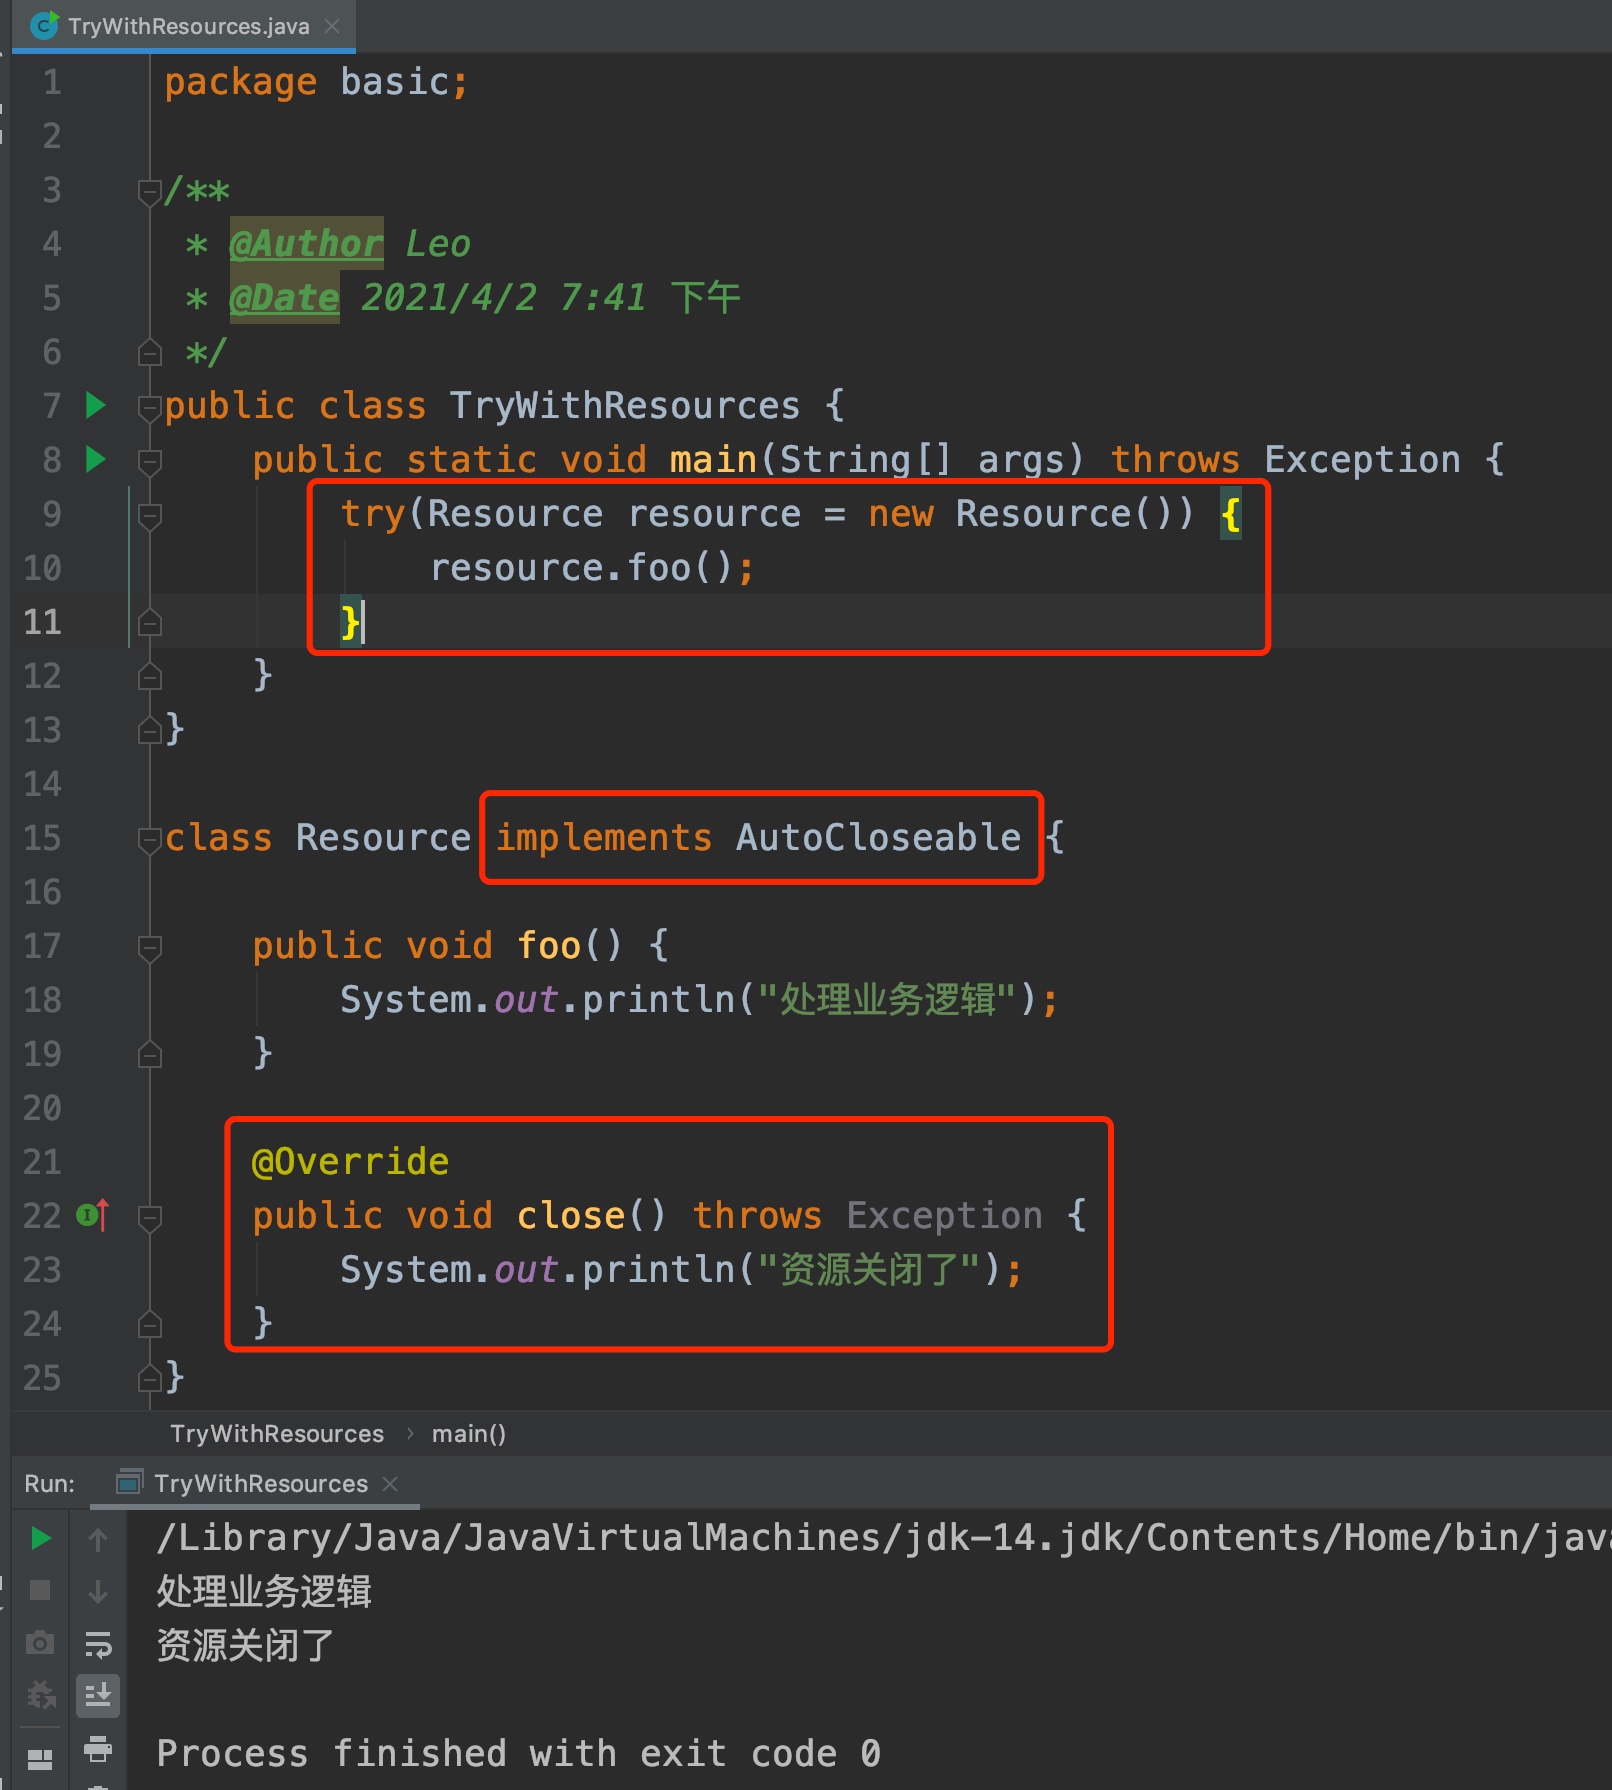 TryWithResources.java
1 package basic;
2
3 /**
4 * @Author Leo
5 * @Date 2021/4/2 7:41 下午
6 */
7 public class TryWithResources {
8 public static void main(String[] args) throws Exception {
9 try(Resource resource = new Resource()) {
10 resource.foo();
11 }
12 }
13 }
14
15 class Resource implements AutoCloseable {
16
17 public void foo() {
18 System.out.println("处理业务逻辑");
19 }
20
21 @Override
22 public void close() throws Exception {
23 System.out.println("资源关闭了");
24 }
25 }
TryWithResources › main()
Run: TryWithResources
/Library/Java/JavaVirtualMachines/jdk-14.jdk/Contents/Home/bin/java
处理业务逻辑
资源关闭了
Process finished with exit code 0